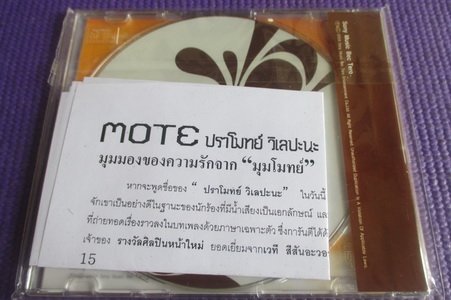 MOTE ปราโมทย์ วิเลปะนะ
มุมมองของความรักจาก “มุมโมทย์”
หากจะพูดชื่อของ “ ปราโมทย์ วิเลปะนะ” ในวันนี้
จักเขาเป็นอย่างดีในฐานะของนักร้องที่มีน้ำเสียงเป็นเอกลักษณ์ แ
ที่ถ่ายทอดเรื่องราวลงในบทเพลงด้วยภาษาเฉพาะตัว ซึ่งการันตีได้ด้
เจ้าของ รางวัลศิลปินหน้าใหม่ ยอดเยี่ยมจากเวที สีสันอะวอ
15
Sony Music Bec Tero